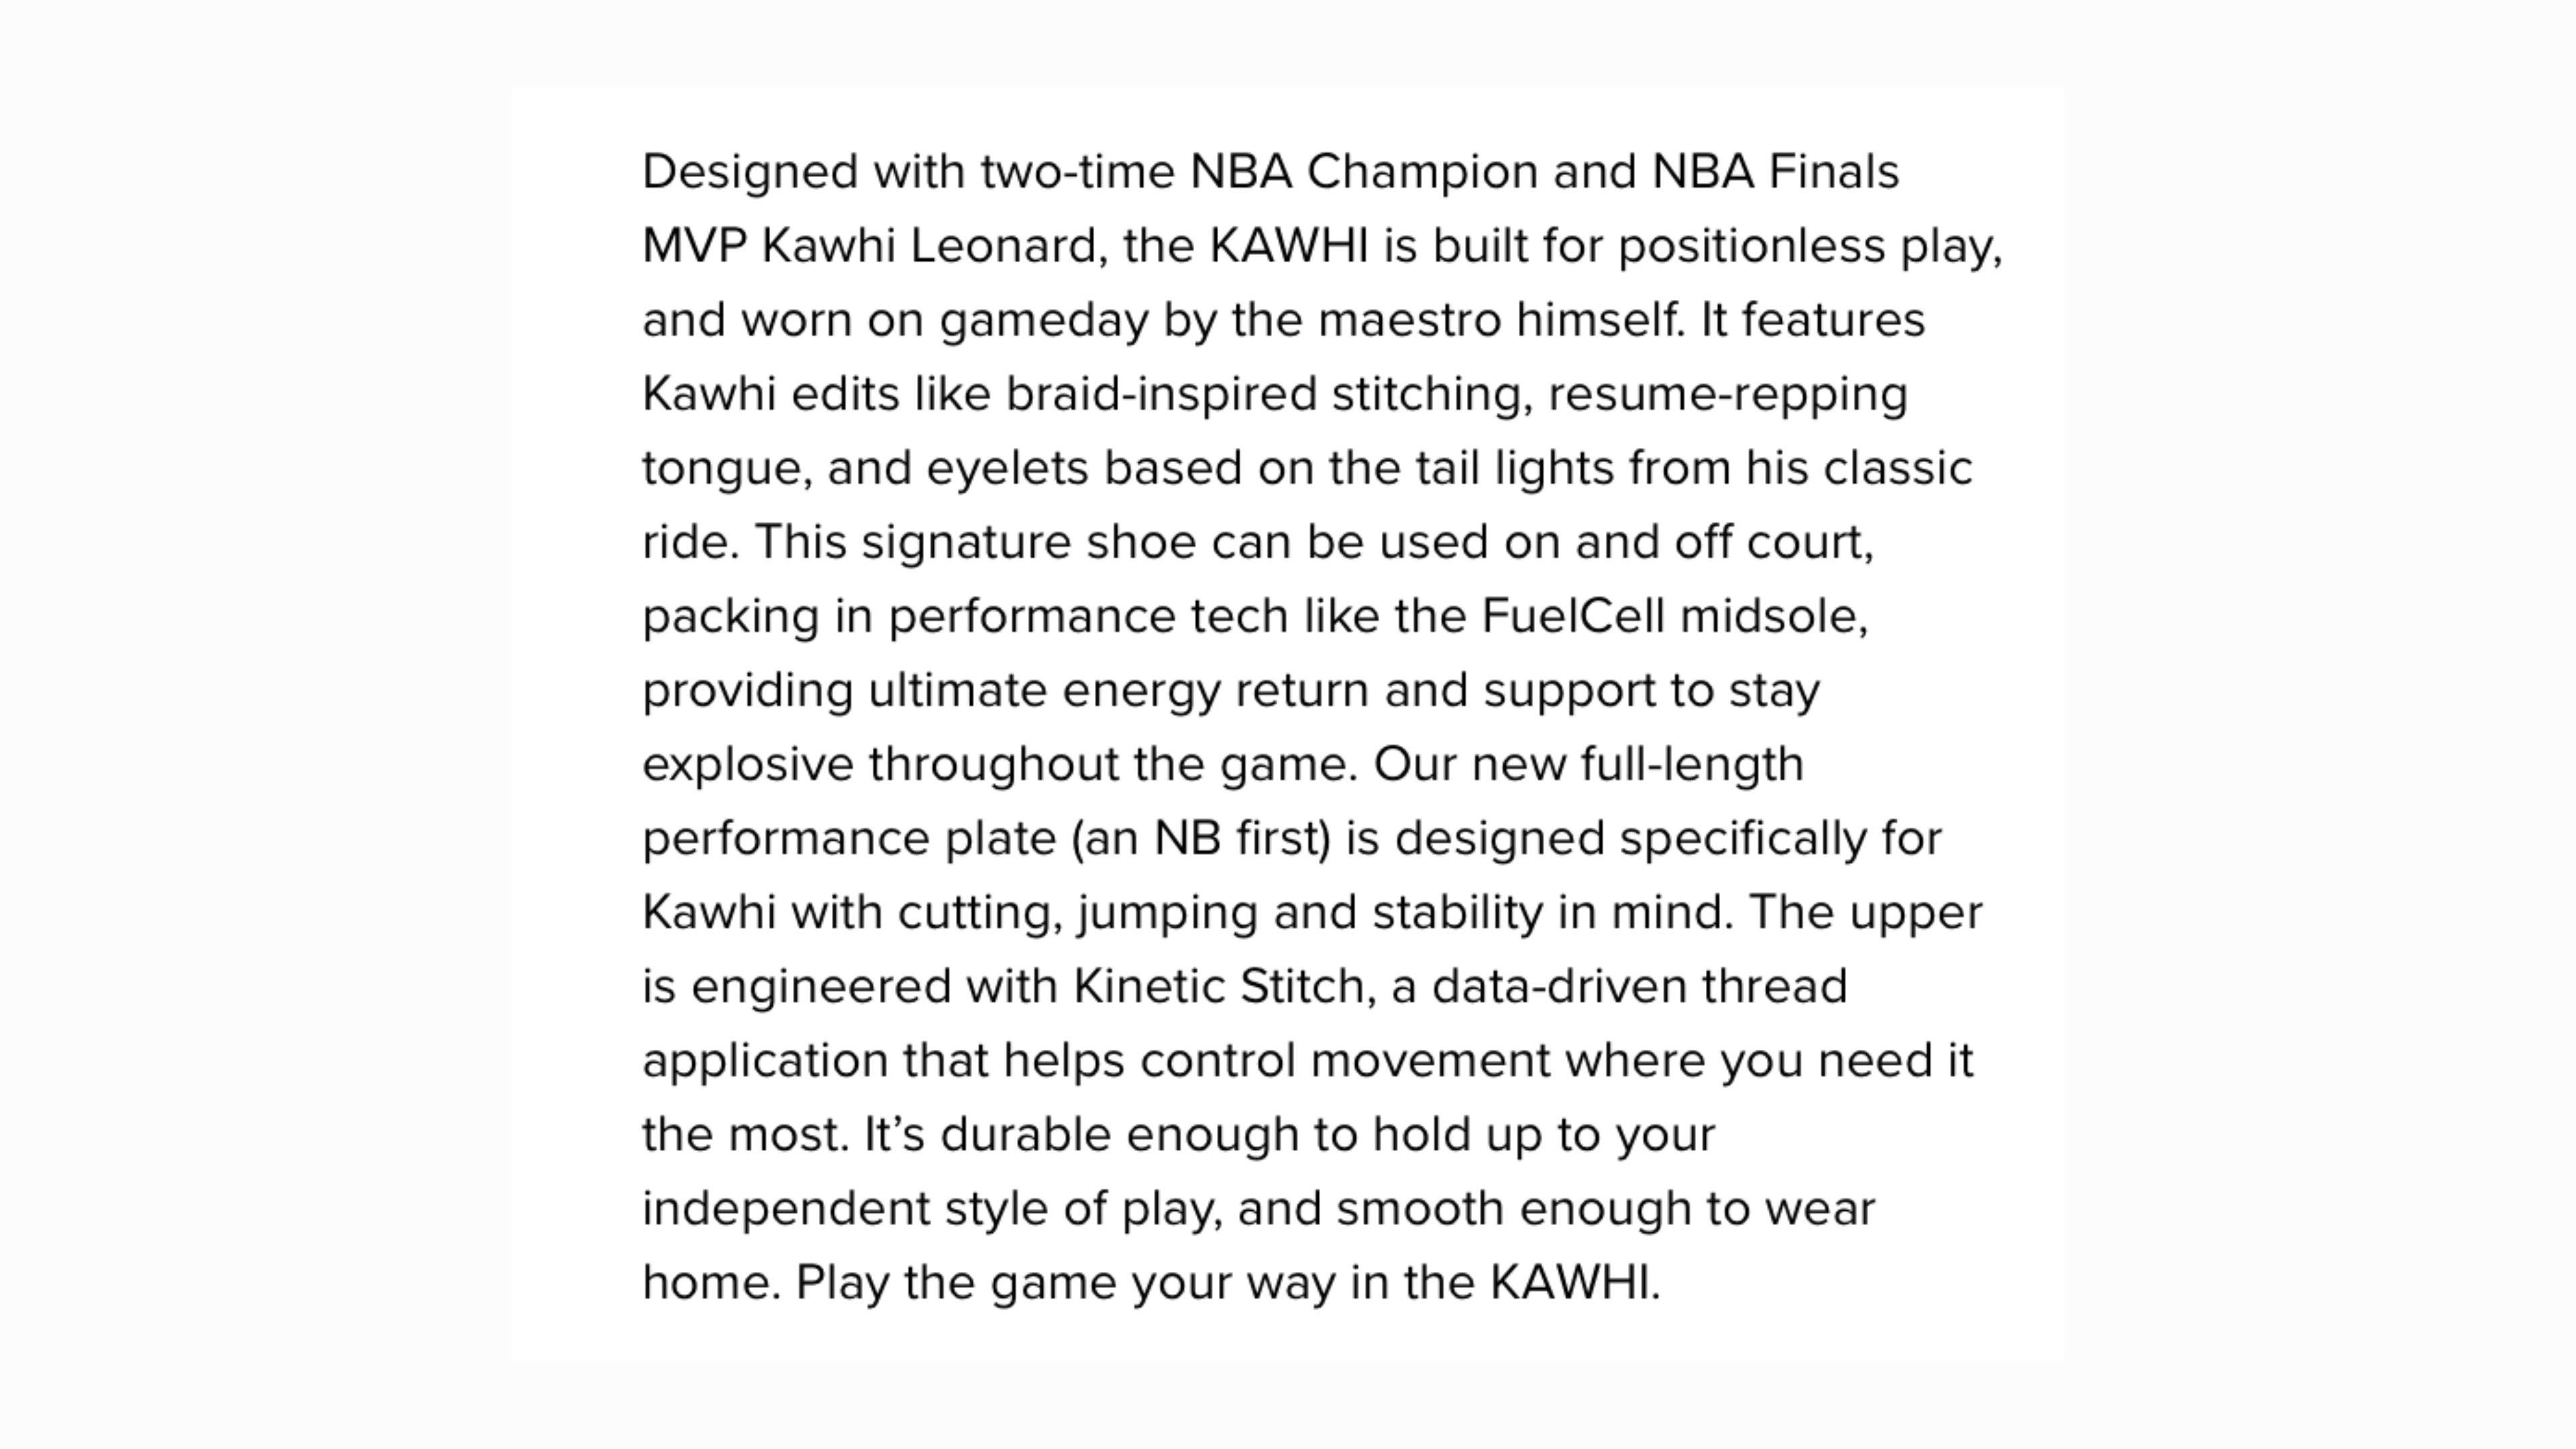 Designed with two-time NBA Champion and NBA Finals
MVP Kawhi Leonard, the KAWHI is built for positionless play,
and worn on gameday by the maestro himself. It features
Kawhi edits like braid-inspired stitching, resume-repping
tongue, and eyelets based on the tail lights from his classic
ride. This signature shoe can be used on and off court,
packing in performance tech like the FuelCell midsole,
providing ultimate energy return and support to stay
explosive throughout the game. Our new full-length
performance plate (an NB first) is designed specifically for
Kawhi with cutting, jumping and stability in mind. The upper
is engineered with Kinetic Stitch, a data-driven thread
application that helps control movement where you need it
the most. It’s durable enough to hold up to your
independent style of play, and smooth enough to wear
home. Play the game your way in the KAWHI.